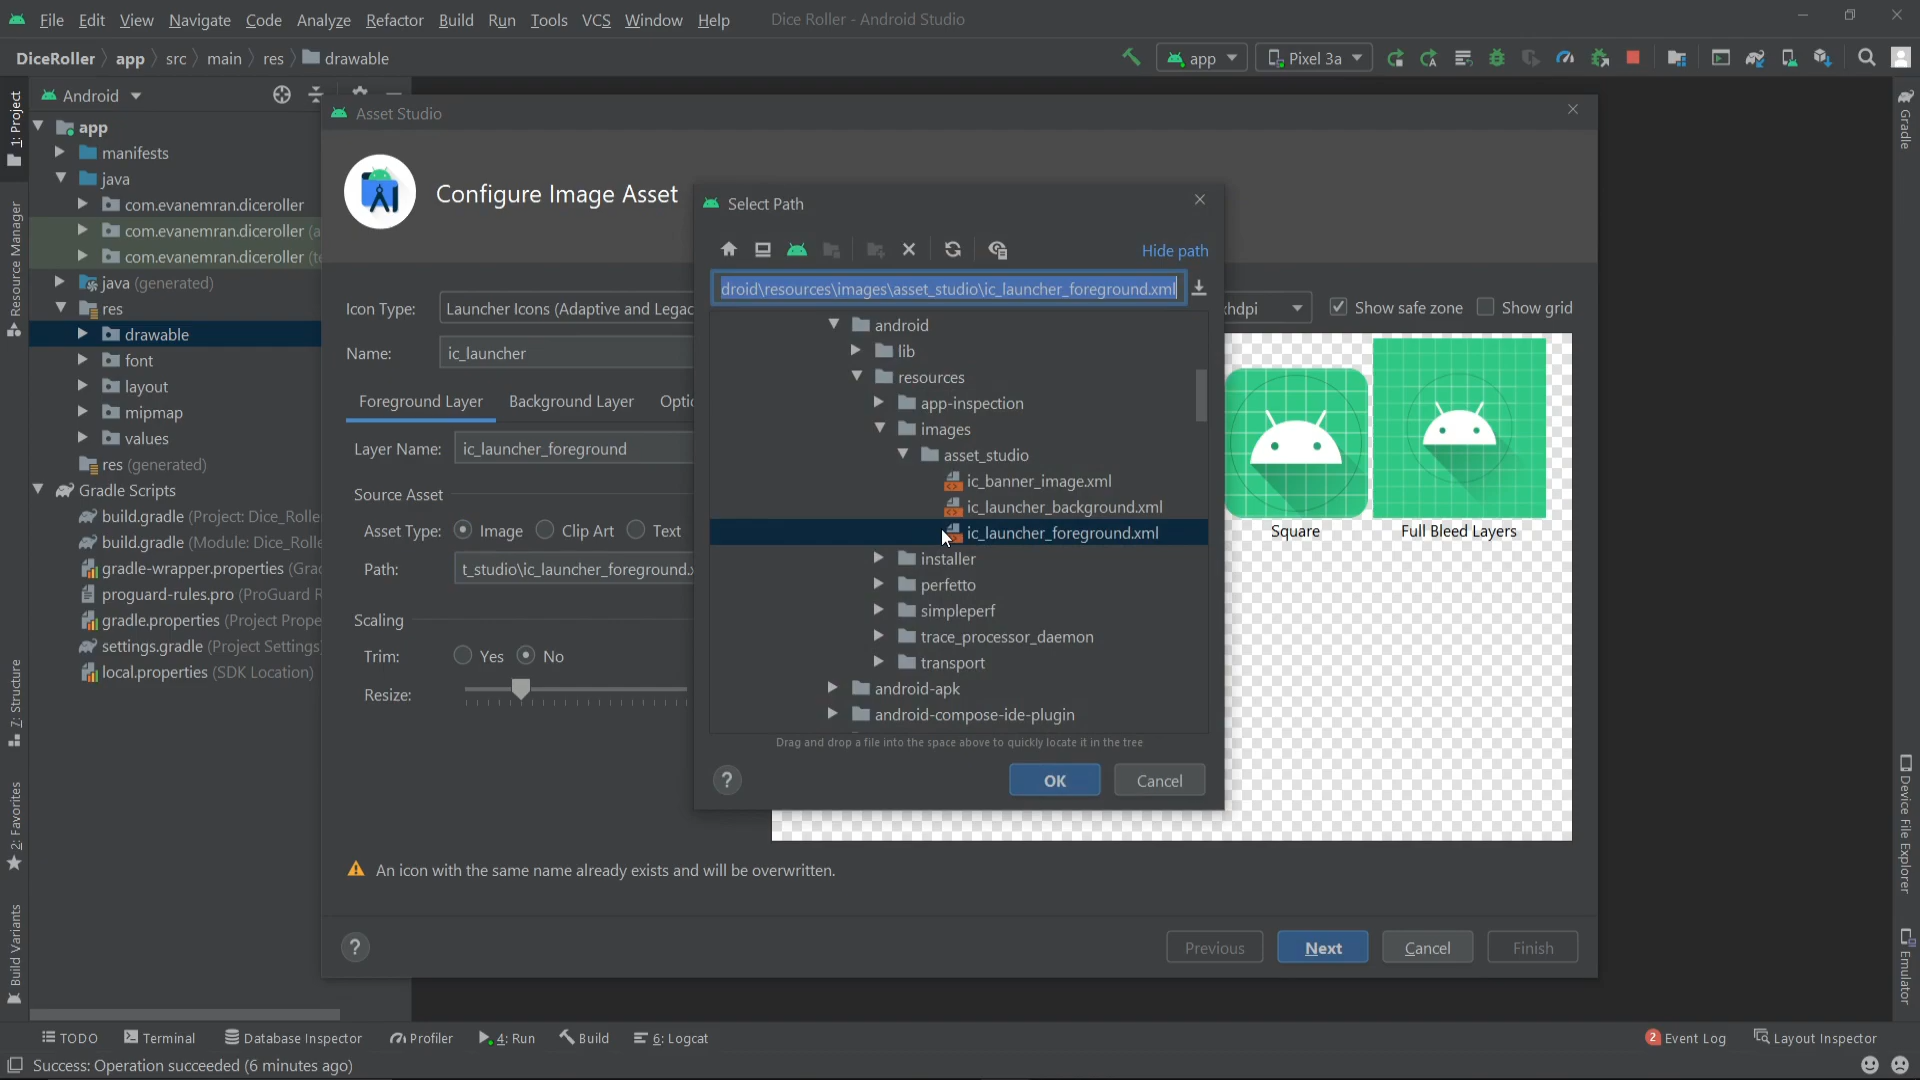 File Edit View Navigate Code Analyze Refactor Build Run Tools VCS Window Help Dice Roller - Android Studio
DiceRoller app src main res drawable
app Pixel 3a
1: Project
Resource Manager
7: Structure
2: Favorites
Build Variants
Android
app
manifests
java
com.evanemran.diceroller
com.evanemran.diceroller (a
com.evanemran.diceroller (te
java (generated)
res
drawable
font
layout
mipmap
values
res (generated)
Gradle Scripts
build.gradle (Project: Dice_Rolle
build.gradle (Module: Dice_Rolle
gradle-wrapper.properties (Grad
proguard-rules.pro (ProGuard R
gradle.properties (Project Prope
settings.gradle (Project Settings)
local.properties (SDK Location)
Asset Studio
Configure Image Asset
Icon Type: Launcher Icons (Adaptive and Legac
Name: ic_launcher
Foreground Layer Background Layer Optic
Layer Name: ic_launcher_foreground
Source Asset
Asset Type: Image Clip Art Text
Path: t_studio\ic_launcher_foreground.x
Scaling
Trim: Yes No
Resize:
Select Path
Hide path
droid\resources\images\asset_studio\ic_launcher_foreground.xml
android
lib
resources
app-inspection
images
asset_studio
ic_banner_image.xml
ic_launcher_background.xml
ic_launcher_foreground.xml
installer
perfetto
simpleperf
trace_processor_daemon
transport
android-apk
android-compose-ide-plugin
Drag and drop a file into the space above to quickly locate it in the tree
? OK Cancel
xhdpi Show safe zone Show grid
Square Full Bleed Layers
An icon with the same name already exists and will be overwritten.
? Previous Next Cancel Finish
Gradle
Device File Explorer
Emulator
TODO Terminal Database Inspector Profiler 4: Run Build 6: Logcat 2 Event Log Layout Inspector
Success: Operation succeeded (6 minutes ago)